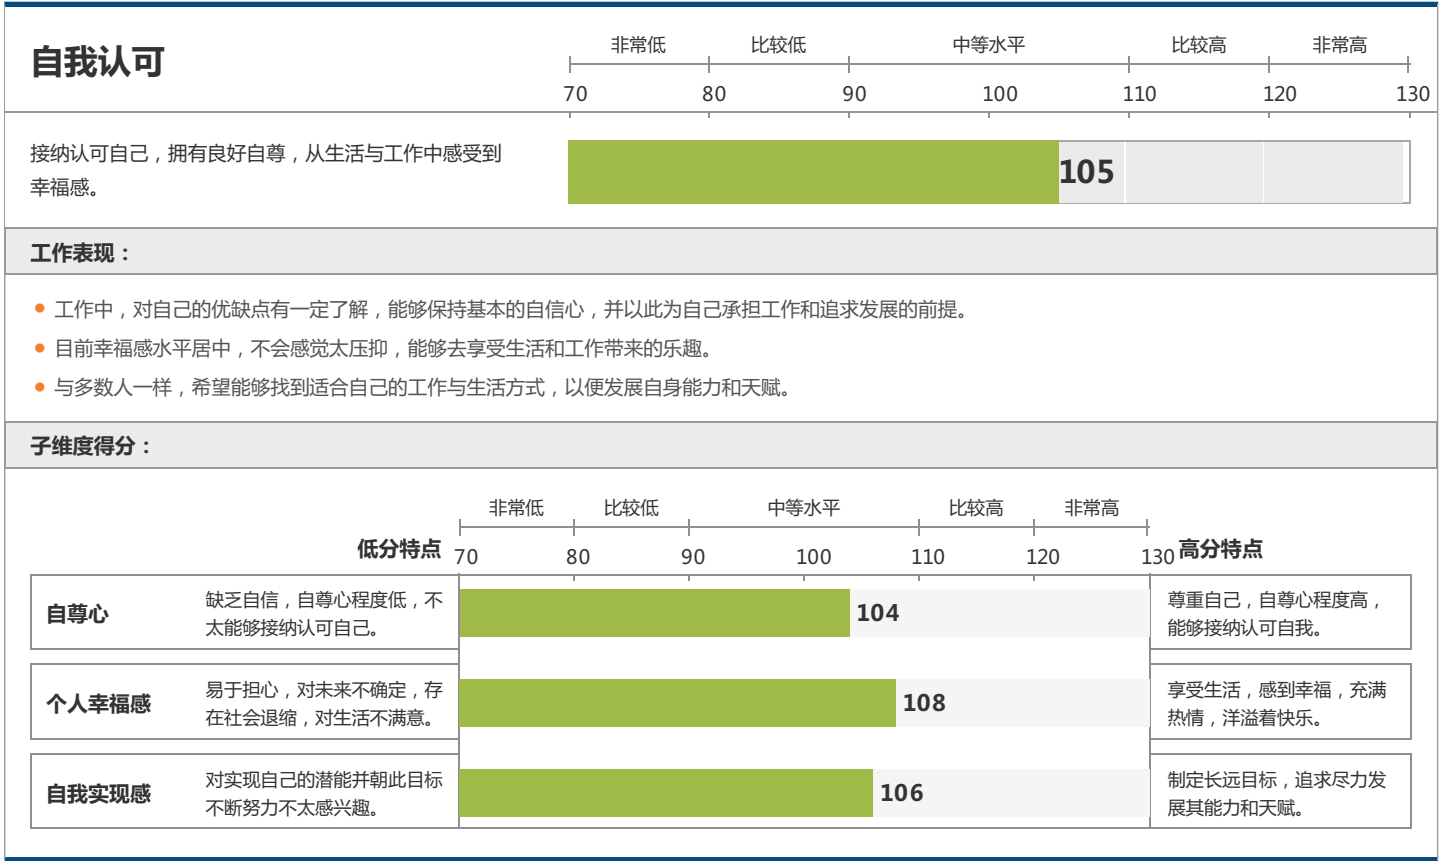 自我认可
非常低 比较低 中等水平 比较高 非常高
70 80 90 100 110 120 130
接纳认可自己，拥有良好自尊，从生活与工作中感受到
幸福感。
105
工作表现：
工作中，对自己的优缺点有一定了解，能够保持基本的自信心，并以此为自己承担工作和追求发展的前提。
目前幸福感水平居中，不会感觉太压抑，能够去享受生活和工作带来的乐趣。
与多数人一样，希望能够找到适合自己的工作与生活方式，以便发展自身能力和天赋。
子维度得分：
非常低 比较低 中等水平 比较高 非常高
低分特点 70 80 90 100 110 120 130 高分特点
自尊心
缺乏自信，自尊心程度低，不
太能够接纳认可自己。
104
尊重自己，自尊心程度高，
能够接纳认可自我。
个人幸福感
易于担心，对未来不确定，存
在社会退缩，对生活不满意。
108
享受生活，感到幸福，充满
热情，洋溢着快乐。
自我实现感
对实现自己的潜能并朝此目标
不断努力不太感兴趣。
106
制定长远目标，追求尽力发
展其能力和天赋。